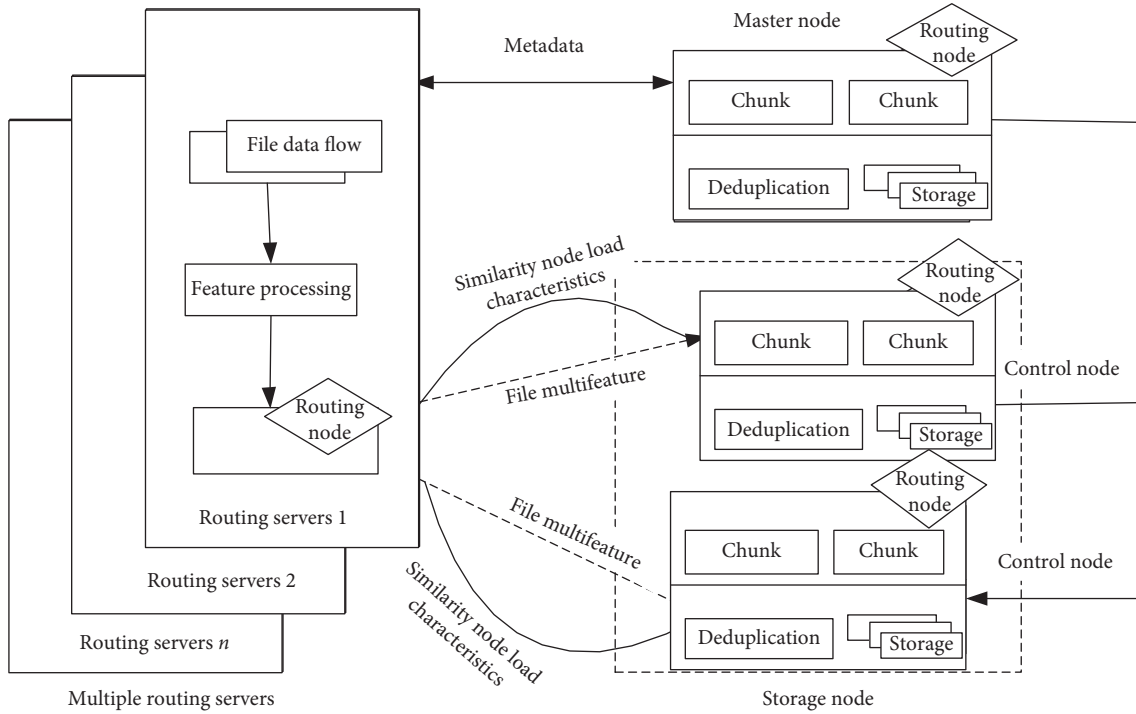 Master node
Routing
node
Metadata
Chunk
Chunk
File data flow
Deduplication
Storage
Similarity node load
characteristics
Routing
node
Feature processing
Chunk
Chunk
Control node
File multifeature
Routing
node
Deduplication
Storage
Routing
node
File multifeature
Routing servers 1
Chunk
Chunk
Control node
Routing servers 2
Similarity node load
characteristics
Deduplication
Storage
Routing servers n
Multiple routing servers
Storage node